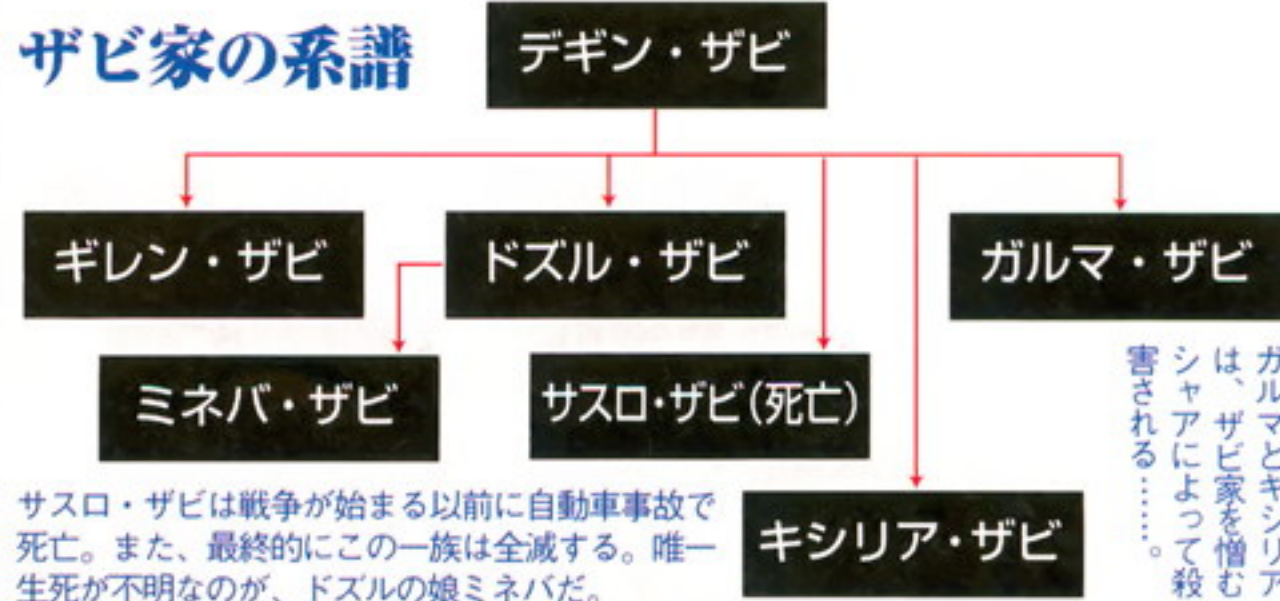 ザビ家の系譜
デギン・ザビ
ギレン・ザビ
ドズル・ザビ
ガルマ・ザビ
ミネバ・ザビ
サスロ・ザビ(死亡)
キシリア・ザビ
ガルマとキシリア
は、ザビ家を憎む
シャアによって殺
害される……。
サスロ・ザビは戦争が始まる以前に自動車事故で
死亡。また、最終的にこの一族は全滅する。唯一
生死が不明なのが、ドズルの娘ミネバだ。